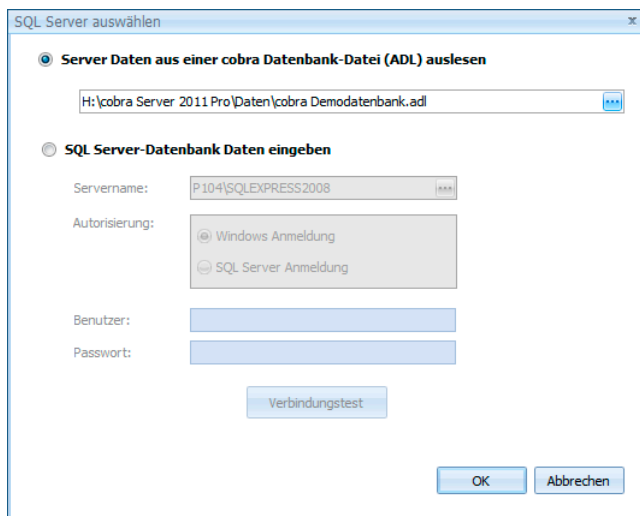 SQL Server auswählen
x
Server Daten aus einer cobra Datenbank-Datei (ADL) auslesen
H:\cobra Server 2011 Pro\Daten\cobra Demodatenbank.adl
...
SQL Server-Datenbank Daten eingeben
Servername:
P104\SQLEXPRESS2008
...
Autorisierung:
Windows Anmeldung
SQL Server Anmeldung
Benutzer:
Passwort:
Verbindungstest
OK
Abbrechen